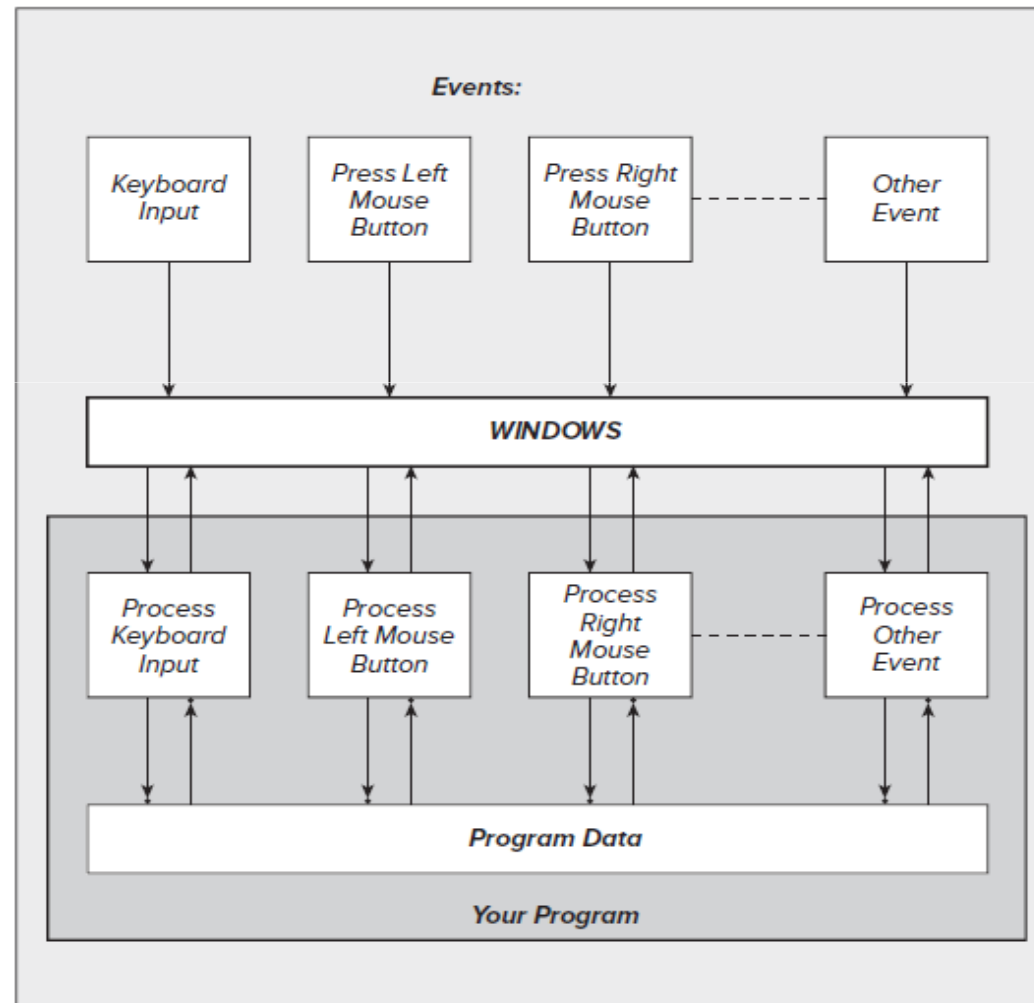 Events:
Keyboard
Input
Press Left
Mouse
Button
Press Right
Mouse
Button
Other
Event
WINDOWS
Process
Keyboard
Input
Process
Left Mouse
Button
Process
Right
Mouse
Button
Process
Other
Event
Program Data
Your Program